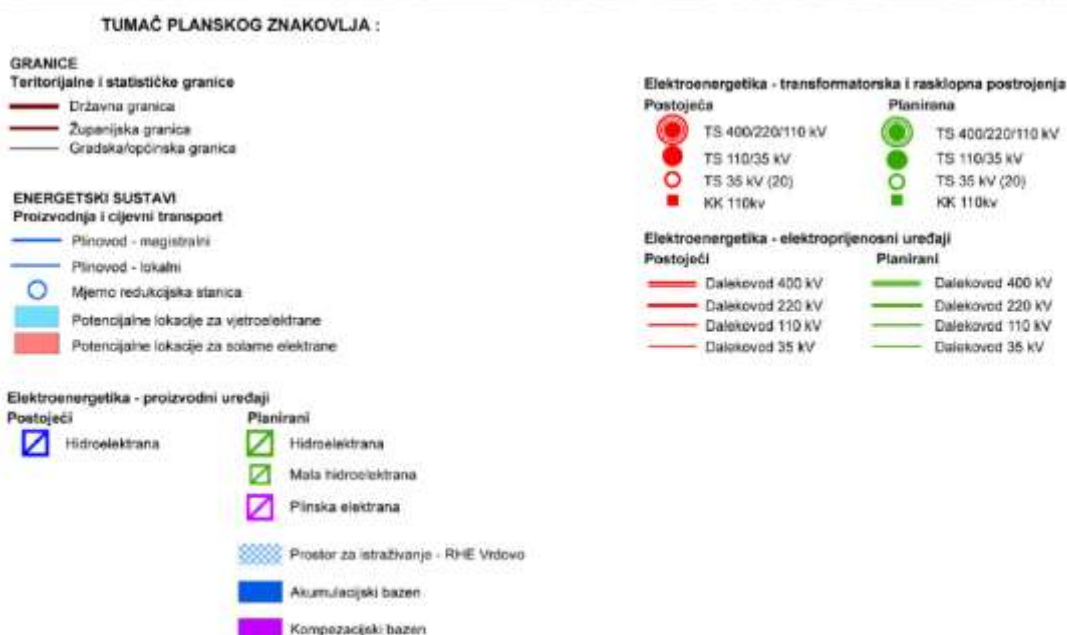 TUMAČ PLANSKOG ZNAKOVLJA :
GRANICE
Teritorijalne i statističke granice
Državna granica
Županijska granica
Gradska/općinska granica
ENERGETSKI SUSTAVI
Proizvodnja i cijevni transport
Plinovod - magistralni
Plinovod - lokalni
Mjerno redukcijska stanica
Potencijalne lokacije za vjetroelektrane
Potencijalne lokacije za solarne elektrane
Elektroenergetika - proizvodni uređaji
Postojeći
Planirani
Hidroelektrana
Hidroelektrana
Mala hidroelektrana
Plinska elektrana
Prostor za istraživanje - RHE Vrdovo
Akumulacijski bazen
Kompezacijski bazen
Elektroenergetika - transformatorska i rasklopna postrojenja
Postojeća
Planirana
TS 400/220/110 kV
TS 400/220/110 kV
TS 110/35 kV
TS 110/35 kV
TS 35 kV (20)
TS 35 kV (20)
KK 110kv
KK 110kv
Elektroenergetika - elektroprijenosni uređaji
Postojeći
Planirani
Dalekovod 400 kV
Dalekovod 400 kV
Dalekovod 220 kV
Dalekovod 220 kV
Dalekovod 110 kV
Dalekovod 110 kV
Dalekovod 35 kV
Dalekovod 35 kV